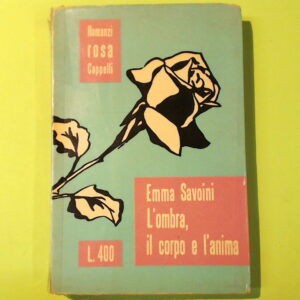 Romanzi
rosa
Cappelli
Emma Savoini
L'ombra,
il corpo e l'anima
L. 400